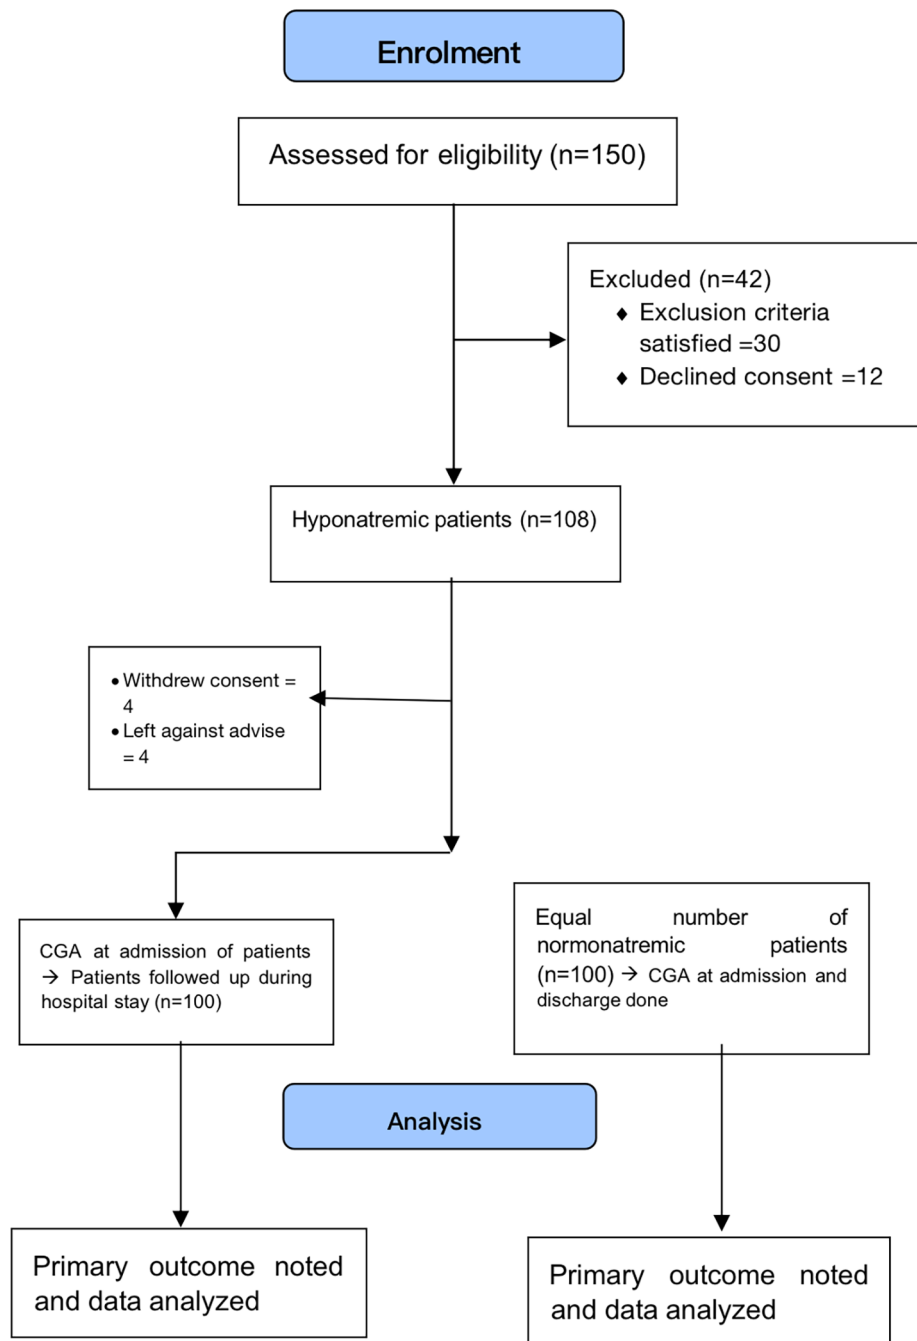 Enrolment
Assessed for eligibility (n=150)
Excluded (n=42)
♦ Exclusion criteria
satisfied =30
♦ Declined consent =12
Hyponatremic patients (n=108)
• Withdrew consent =
4
• Left against advise
= 4
CGA at admission of patients
→ Patients followed up during
hospital stay (n=100)
Equal number of
normonatremic patients
(n=100) → CGA at admission and
discharge done
Analysis
Primary outcome noted
and data analyzed
Primary outcome noted
and data analyzed